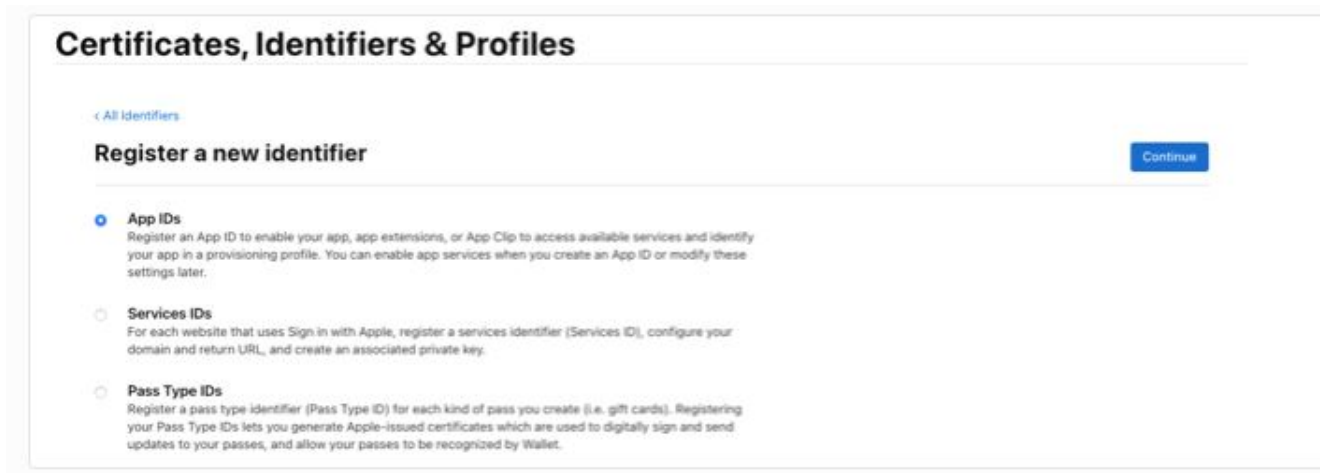 Certificates, Identifiers & Profiles
< All Identifiers
Register a new identifier
Continue
App IDs
Register an App ID to enable your app, app extensions, or App Clip to access available services and identify
your app in a provisioning profile. You can enable app services when you create an App ID or modify these
settings later.
Services IDs
For each website that uses Sign in with Apple, register a services identifier (Services ID), configure your
domain and return URL, and create an associated private key.
Pass Type IDs
Register a pass type identifier (Pass Type ID) for each kind of pass you create (i.e. gift cards). Registering
your Pass Type IDs lets you generate Apple-issued certificates which are used to digitally sign and send
updates to your passes, and allow your passes to be recognized by Wallet.